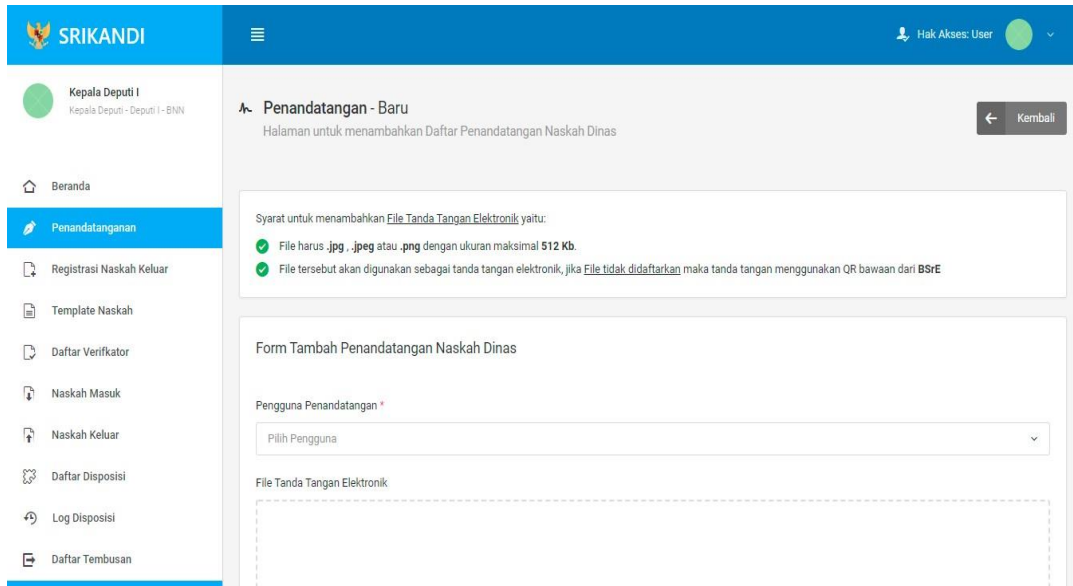 SRIKANDI
Hak Akses: User
Kepala Deputi I
Kepala Deputi - Deputi I - BNN
Beranda
Penandatanganan
Registrasi Naskah Keluar
Template Naskah
Daftar Verifkator
Naskah Masuk
Naskah Keluar
Daftar Disposisi
Log Disposisi
Daftar Tembusan
Penandatangan - Baru
Halaman untuk menambahkan Daftar Penandatangan Naskah Dinas
Kembali
Syarat untuk menambahkan File Tanda Tangan Elektronik yaitu:
File harus .jpg , .jpeg atau .png dengan ukuran maksimal 512 Kb.
File tersebut akan digunakan sebagai tanda tangan elektronik, jika File tidak didaftarkan maka tanda tangan menggunakan QR bawaan dari BSrE
Form Tambah Penandatangan Naskah Dinas
Pengguna Penandatangan *
Pilih Pengguna
File Tanda Tangan Elektronik